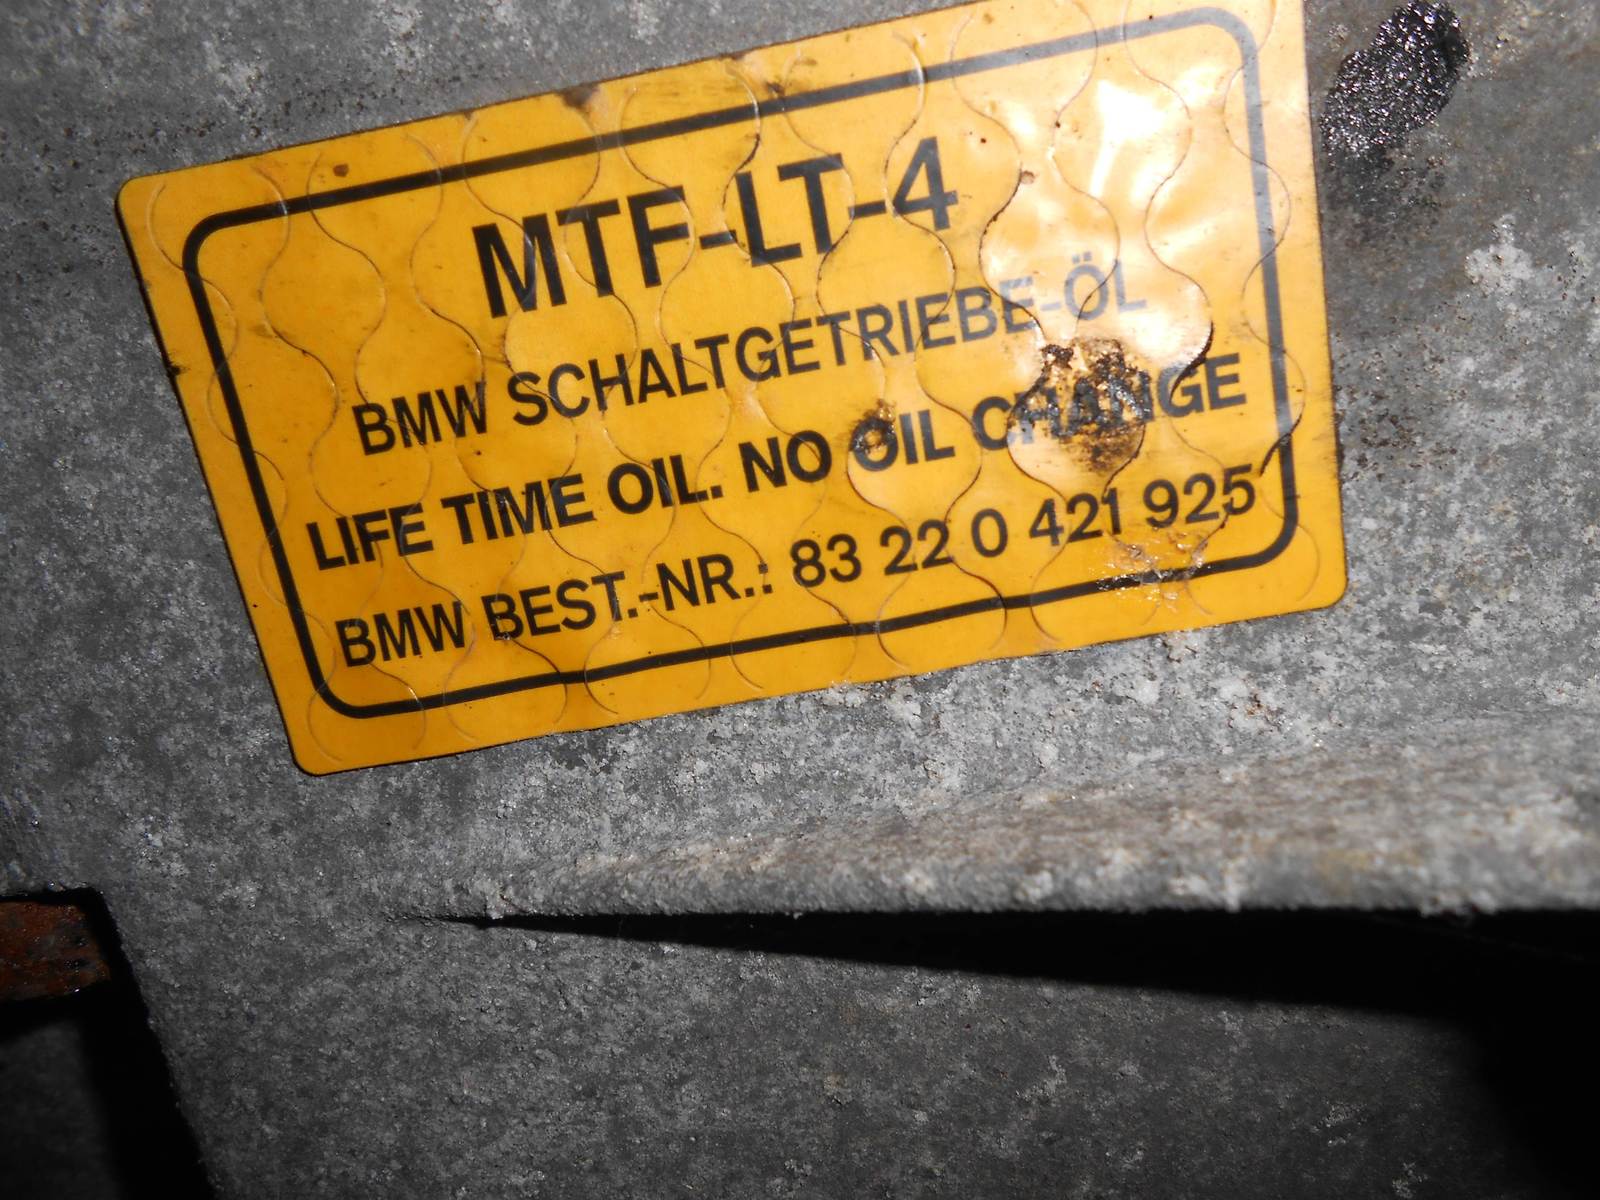 MTF-LT-4
BMW SCHALTGETRIEBE-ÖL
LIFE TIME OIL. NO OIL CHANGE
BMW BEST.-NR.: 83 22 0 421 925